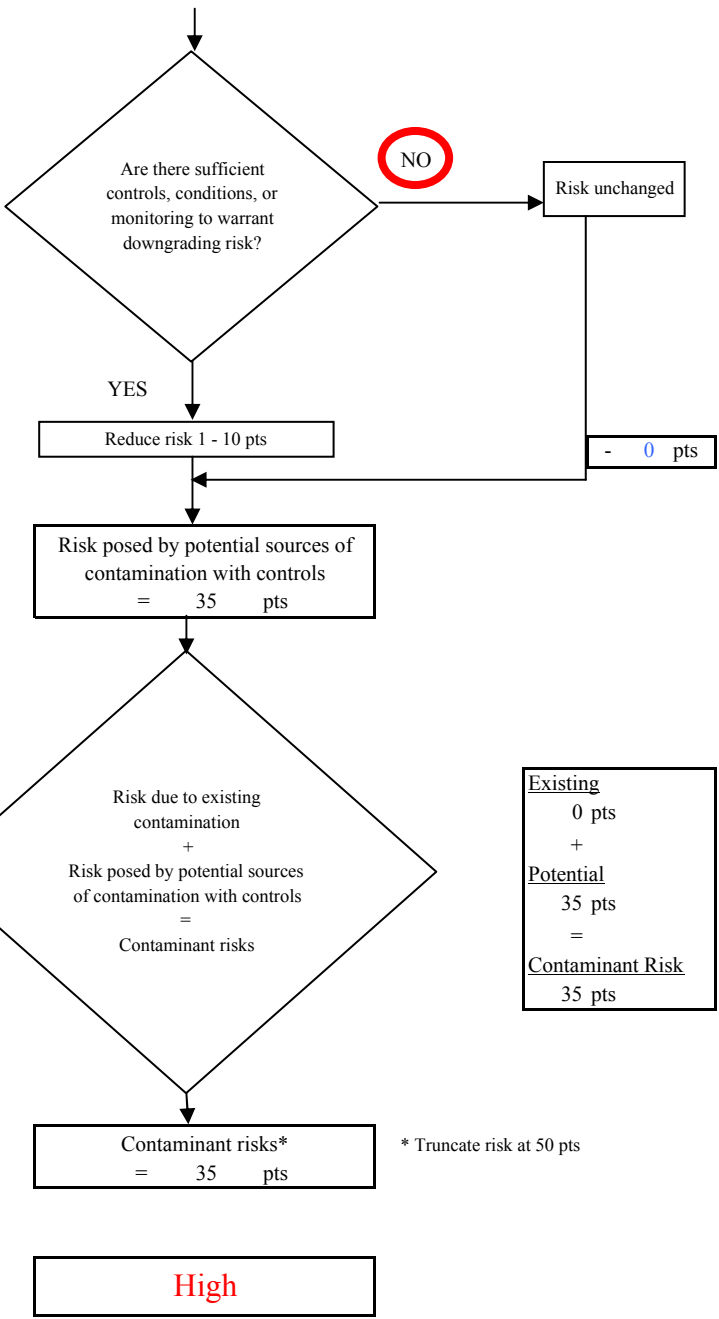 Are there sufficient
controls, conditions, or
monitoring to warrant
downgrading risk?
NO
Risk unchanged
YES
Reduce risk 1 - 10 pts
- 0 pts
Risk posed by potential sources of
contamination with controls
= 35 pts
Risk due to existing
contamination
+
Risk posed by potential sources
of contamination with controls
=
Contaminant risks
Existing
0 pts
+
Potential
35 pts
=
Contaminant Risk
35 pts
Contaminant risks*
= 35 pts
* Truncate risk at 50 pts
High